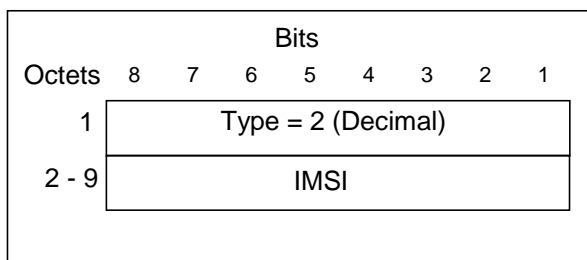 Bits
Octets 8 7 6 5 4 3 2 1
1 Type = 2 (Decimal)
2 - 9 IMSI